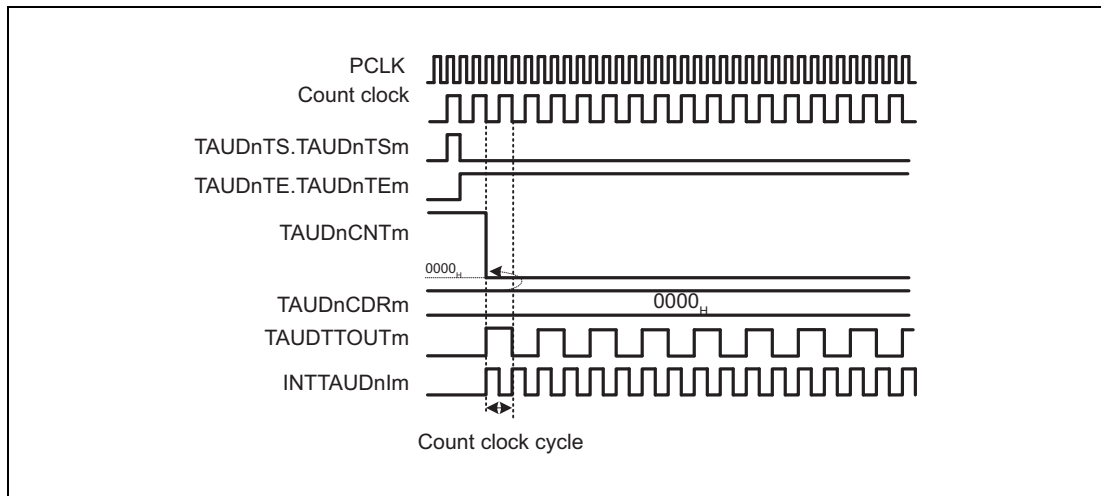 PCLK
Count clock
TAUDnTS.TAUDnTSm
TAUDnTE.TAUDnTEm
TAUDnCNTm
0000H
TAUDnCDRm
0000H
TAUDTTOUTm
INTTAUDnIm
Count clock cycle